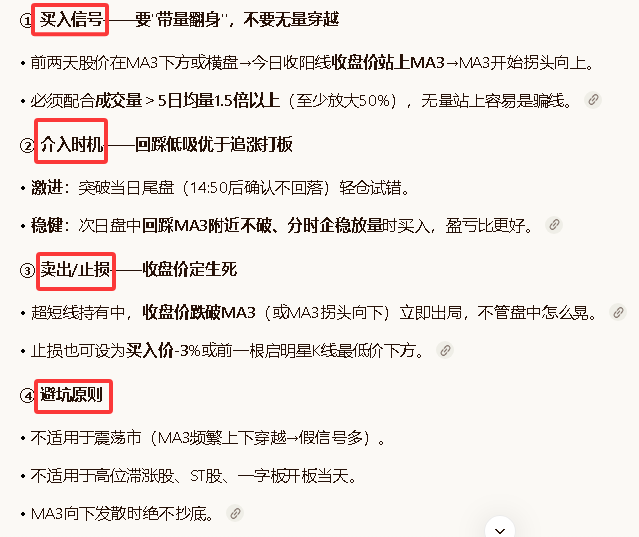 ① 买入信号——要"带量翻身"，不要无量穿越
• 前两天股价在MA3下方或横盘→今日收阳线收盘价站上MA3→MA3开始拐头向上。
• 必须配合成交量＞5日均量1.5倍以上（至少放大50%），无量站上容易是骗线。
② 介入时机——回踩低吸优于追涨打板
• 激进：突破当日尾盘（14:50后确认不回落）轻仓试错。
• 稳健：次日盘中回踩MA3附近不破、分时企稳放量时买入，盈亏比更好。
③ 卖出/止损——收盘价定生死
• 超短线持有中，收盘价跌破MA3（或MA3拐头向下）立即出局，不管盘中怎么晃。
• 止损也可设为买入价-3%或前一根启明星K线最低价下方。
④ 避坑原则
• 不适用于震荡市（MA3频繁上下穿越→假信号多）。
• 不适用于高位滞涨股、ST股、一字板开板当天。
• MA3向下发散时绝不抄底。